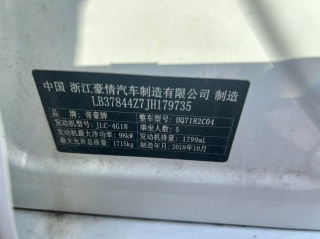 中国 浙江豪情汽车制造有限公司 制造
LB37844Z7JH179735
品 牌: 帝豪牌 整车型号: HQ7182C04
发动机型号: JLC-4G18 乘坐人数: 5
发动机最大净功率: 98kW 发动机排量: 1799mL
最大允许总质量: 1715kg 制造年月: 2018年10月